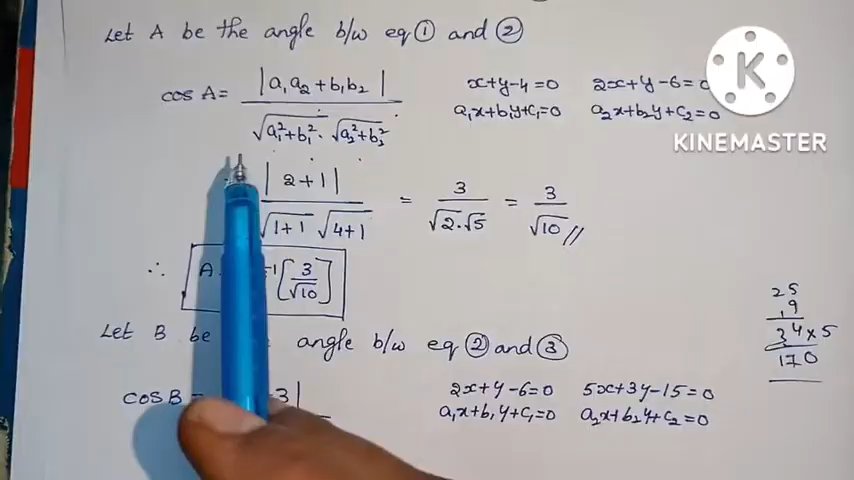 Let A be the angle b/w eq ① and ②
cos A = |a₁a₂ + b₁b₂| / √a₁²+b₁² · √a₂²+b₂²
x+y-4=0 2x+y-6=0
a₁x+b₁y+c₁=0 a₂x+b₂y+c₂=0
K
KINEMASTER
|2+1| / √1+1 √4+1 = 3 / √2·√5 = 3 / √10 //
∴ A -1 [3/√10]
25
19
34×5
170
Let B be angle b/w eq ② and ③
cos B = 3|
2x+y-6=0 5x+3y-15=0
a₁x+b₁y+c₁=0 a₂x+b₂y+c₂=0